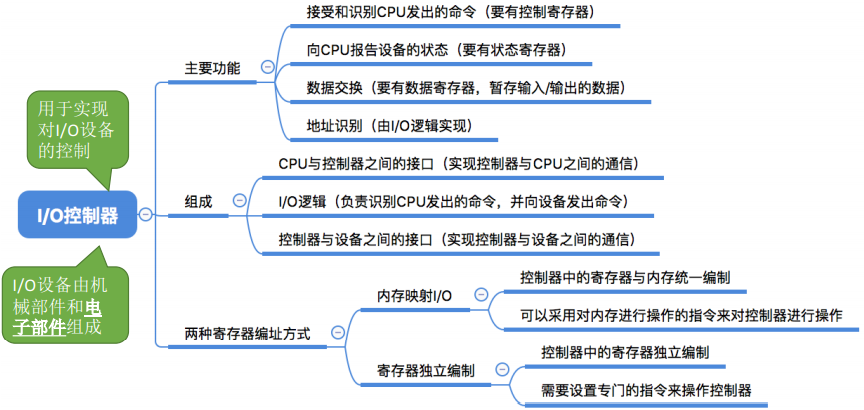 接受和识别CPU发出的命令（要有控制寄存器）
向CPU报告设备的状态（要有状态寄存器）
主要功能
数据交换（要有数据寄存器，暂存输入/输出的数据）
地址识别（由I/O逻辑实现）
用于实现
对I/O设备
的控制
CPU与控制器之间的接口（实现控制器与CPU之间的通信）
组成
I/O逻辑（负责识别CPU发出的命令，并向设备发出命令）
I/O控制器
控制器与设备之间的接口（实现控制器与设备之间的通信）
I/O设备由机
械部件和电
子部件组成
控制器中的寄存器与内存统一编制
内存映射I/O
可以采用对内存进行操作的指令来对控制器进行操作
两种寄存器编址方式
控制器中的寄存器独立编制
寄存器独立编制
需要设置专门的指令来操作控制器